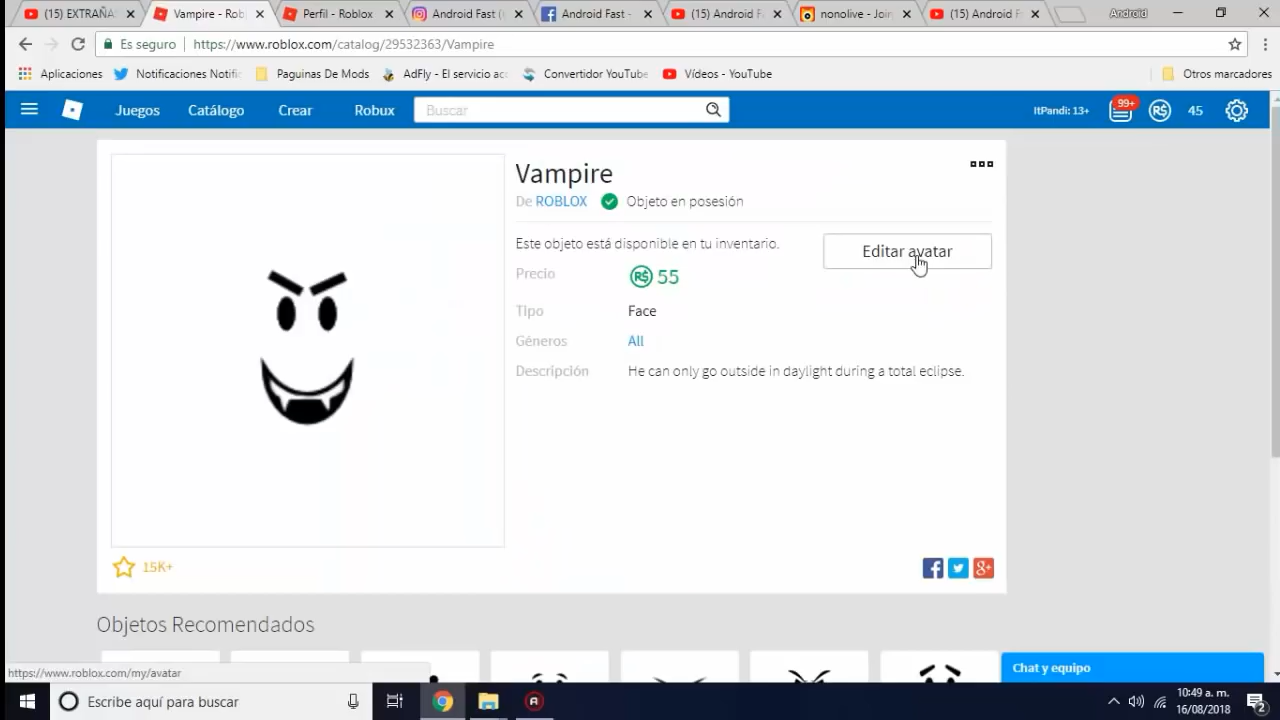 (15) EXTRAÑA
Vampire - Rob
Perfil - Roblox
Android Fast (
Android Fast -
(15) Android F
nonolive - Join
(15) Android F
Android
Es seguro
https://www.roblox.com/catalog/29532363/Vampire
Aplicaciones
Notificaciones Notific
Paguinas De Mods
AdFly - El servicio ac
Convertidor YouTube
Vídeos - YouTube
Otros marcadores
Juegos
Catálogo
Crear
Robux
Buscar
ItPandi: 13+
99+
R$
45
Vampire
De ROBLOX
Objeto en posesión
Este objeto está disponible en tu inventario.
Editar avatar
Precio
R$ 55
Tipo
Face
Géneros
All
Descripción
He can only go outside in daylight during a total eclipse.
15K+
Objetos Recomendados
https://www.roblox.com/my/avatar
Chat y equipo
Escribe aquí para buscar
10:49 a. m.
16/08/2018
2